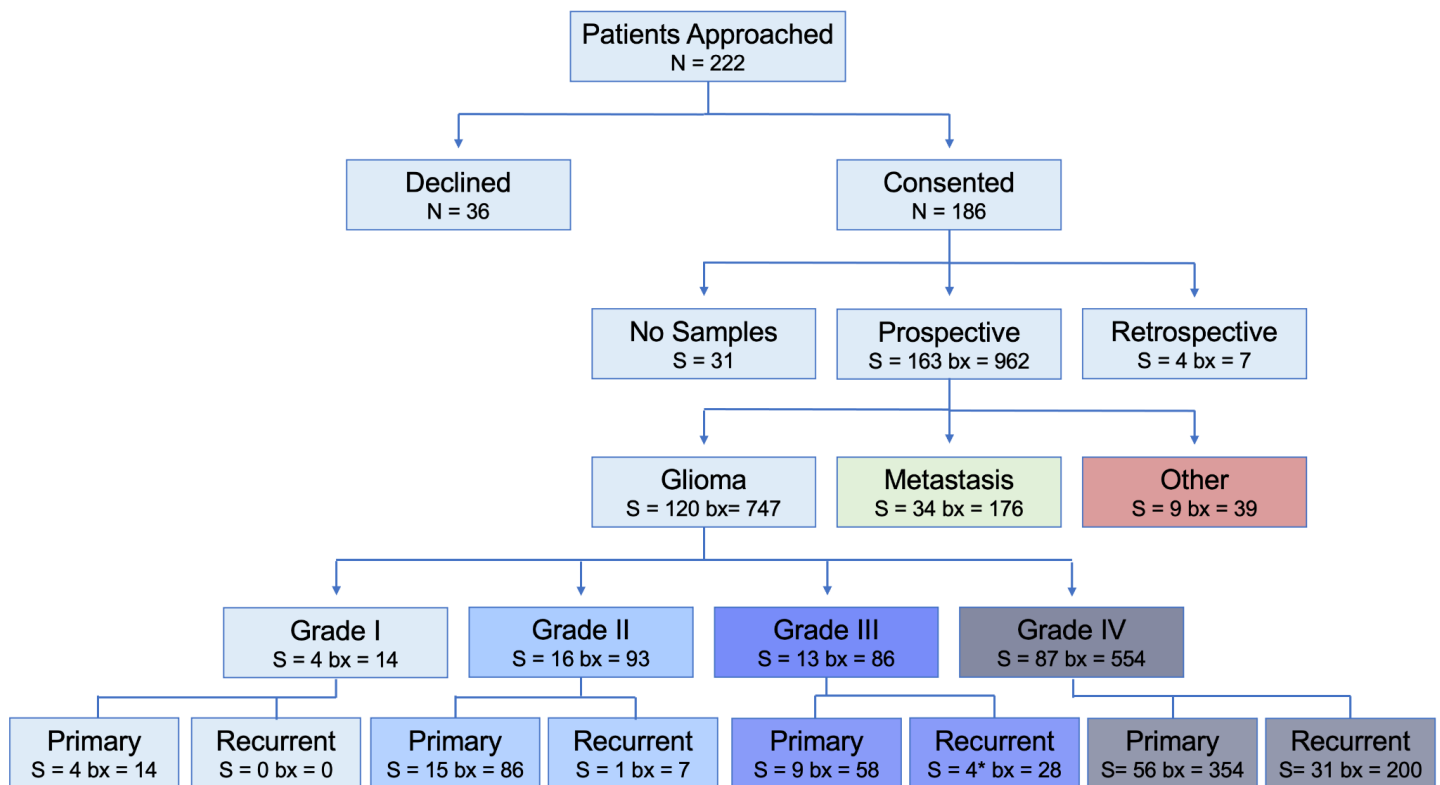 Patients Approached
N = 222
Declined
N = 36
Consented
N = 186
No Samples
S = 31
Prospective
S = 163 bx = 962
Retrospective
S = 4 bx = 7
Glioma
S = 120 bx= 747
Metastasis
S = 34 bx = 176
Other
S = 9 bx = 39
Grade I
S = 4 bx = 14
Grade II
S = 16 bx = 93
Grade III
S = 13 bx = 86
Grade IV
S = 87 bx = 554
Primary
S = 4 bx = 14
Recurrent
S = 0 bx = 0
Primary
S = 15 bx = 86
Recurrent
S = 1 bx = 7
Primary
S = 9 bx = 58
Recurrent
S = 4* bx = 28
Primary
S= 56 bx = 354
Recurrent
S= 31 bx = 200